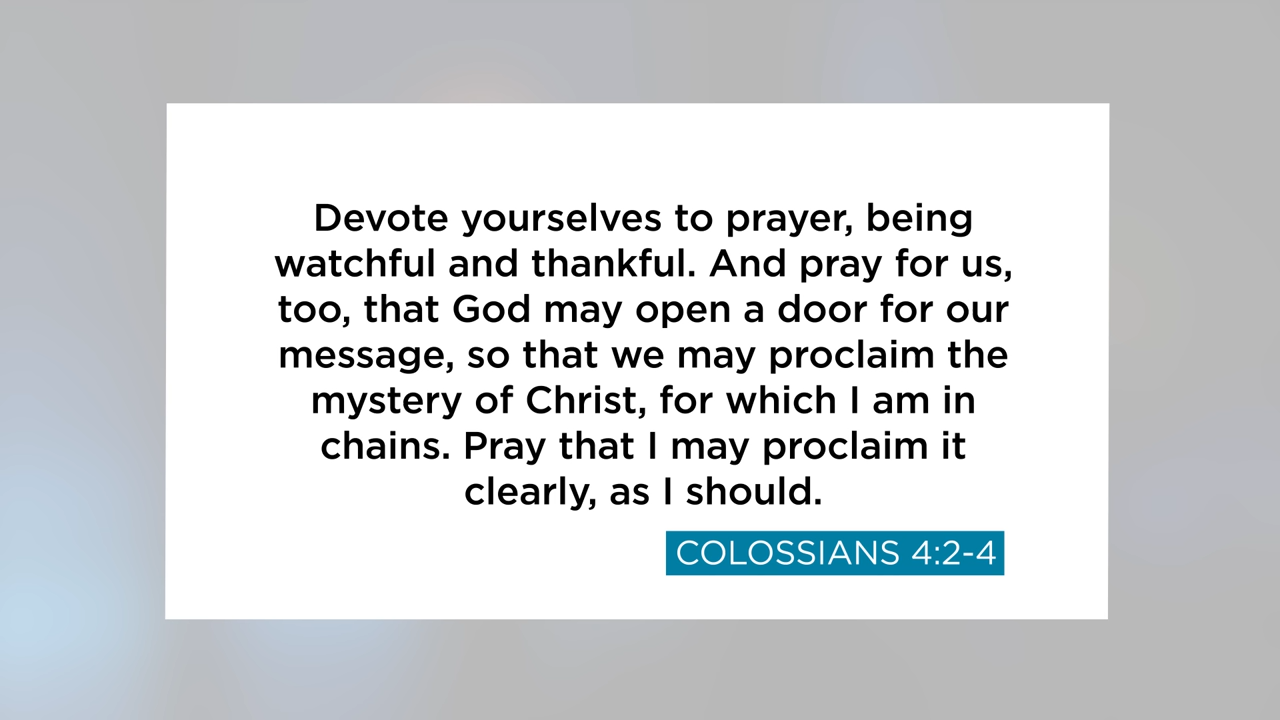 Devote yourselves to prayer, being
watchful and thankful. And pray for us,
too, that God may open a door for our
message, so that we may proclaim the
mystery of Christ, for which I am in
chains. Pray that I may proclaim it
clearly, as I should.
COLOSSIANS 4:2-4